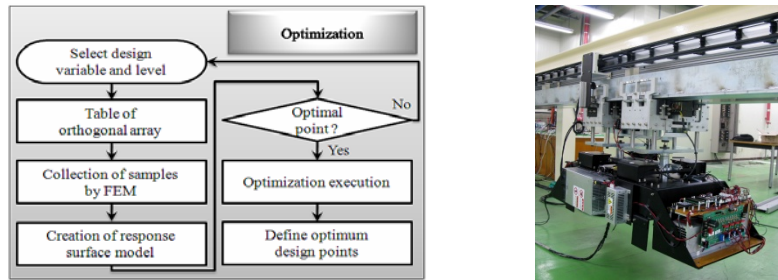 Optimization
Select design
variable and level
Table of
orthogonal array
Collection of samples
by FEM
Creation of response
surface model
Optimal
point ?
No
Yes
Optimization execution
Define optimum
design points